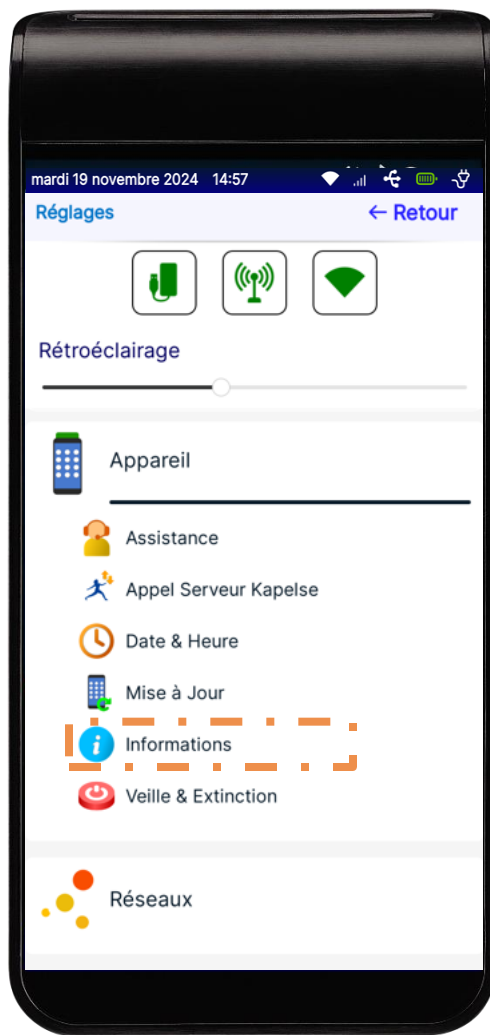 mardi 19 novembre 2024 14:57
Réglages ← Retour
Rétroéclairage
Appareil
Assistance
Appel Serveur Kapelse
Date & Heure
Mise à Jour
Informations
Veille & Extinction
Réseaux